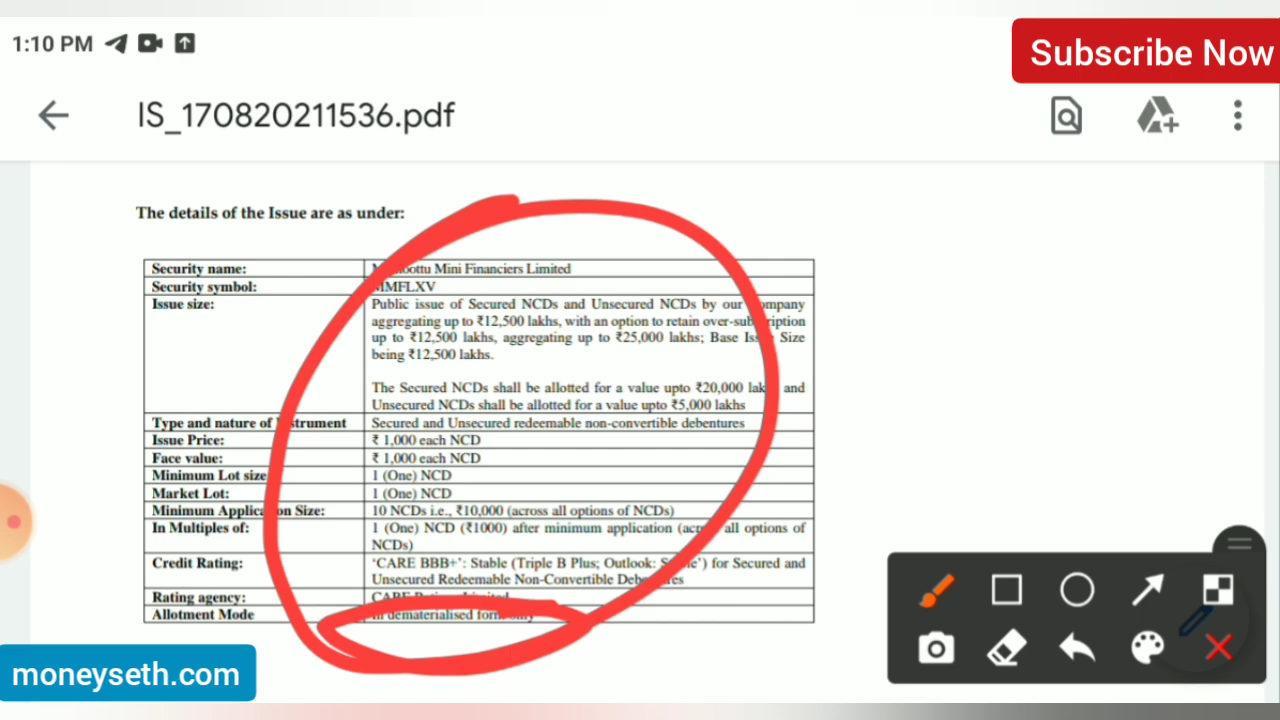 1:10 PM
Subscribe Now
IS_170820211536.pdf
The details of the Issue are as under:
Security name: Mini Financiers Limited
Security symbol: MMFLXV
Issue size: Public issue of Secured NCDs and Unsecured NCDs by our
aggregating up to ₹12,500 lakhs, with an option to retain
up to ₹12,500 lakhs, aggregating up to ₹25,000 lakhs; Base Size
being ₹12,500 lakhs.
The Secured NCDs shall be allotted for a value upto ₹20,000 and
Unsecured NCDs shall be allotted for a value upto ₹5,000 lakhs
Type and nature of Instrument Secured and Unsecured redeemable non-convertible debentures
Issue Price: ₹ 1,000 each NCD
Face value: ₹ 1,000 each NCD
Minimum Lot size 1 (One) NCD
Market Lot: 1 (One) NCD
Minimum Application Size: 10 NCDs i.e., ₹10,000 (across all options of NCDs)
In Multiples of: 1 (One) NCD (₹1000) after minimum application all options of
NCDs)
Credit Rating: 'CARE BBB+': Stable (Triple B Plus; Outlook: for Secured and
Unsecured Redeemable Non-Convertible
Rating agency:
Allotment Mode dematerialised
moneyseth.com